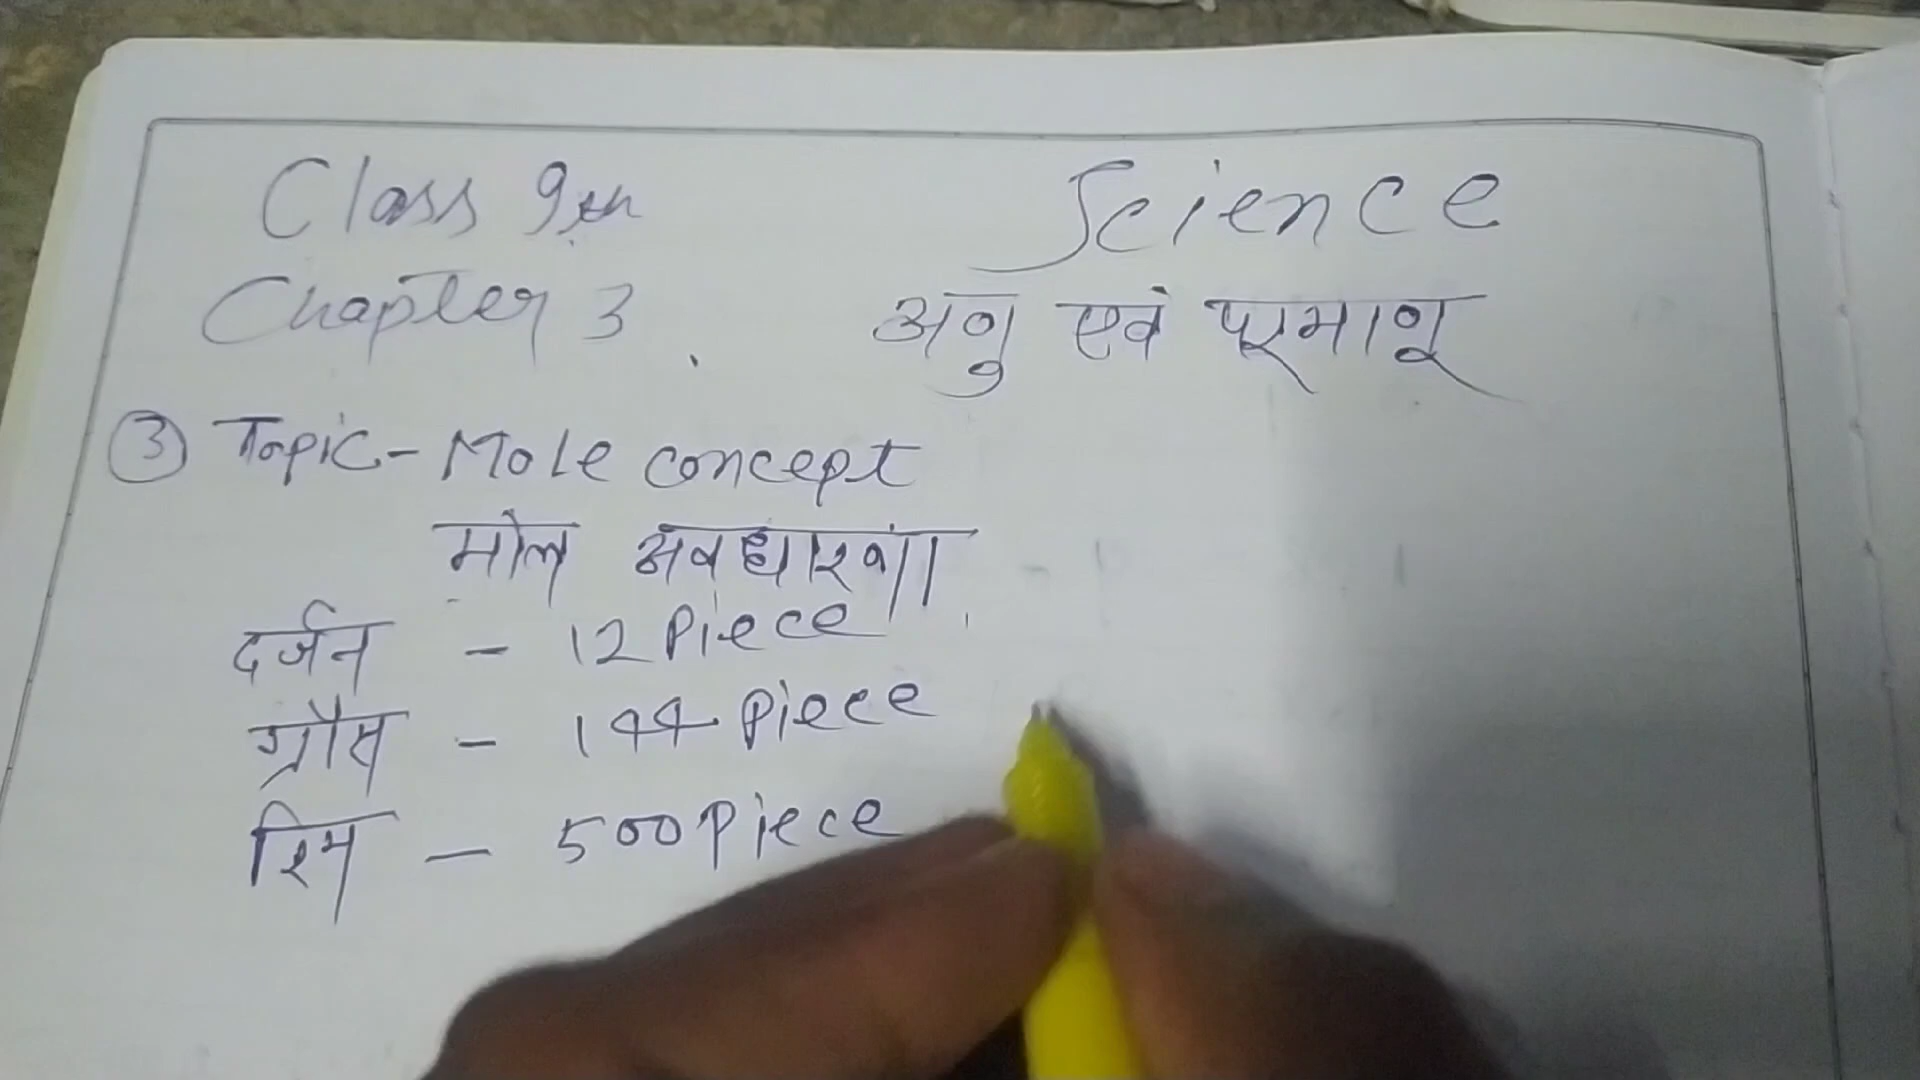 Class 9th Science
Chapter 3 अणु एवं परमाणू
③ Topic - Mole concept
मोल अवधारणा
दर्जन - 12 Piece
ग्रौस - 144 Piece
रिम - 500 Piece